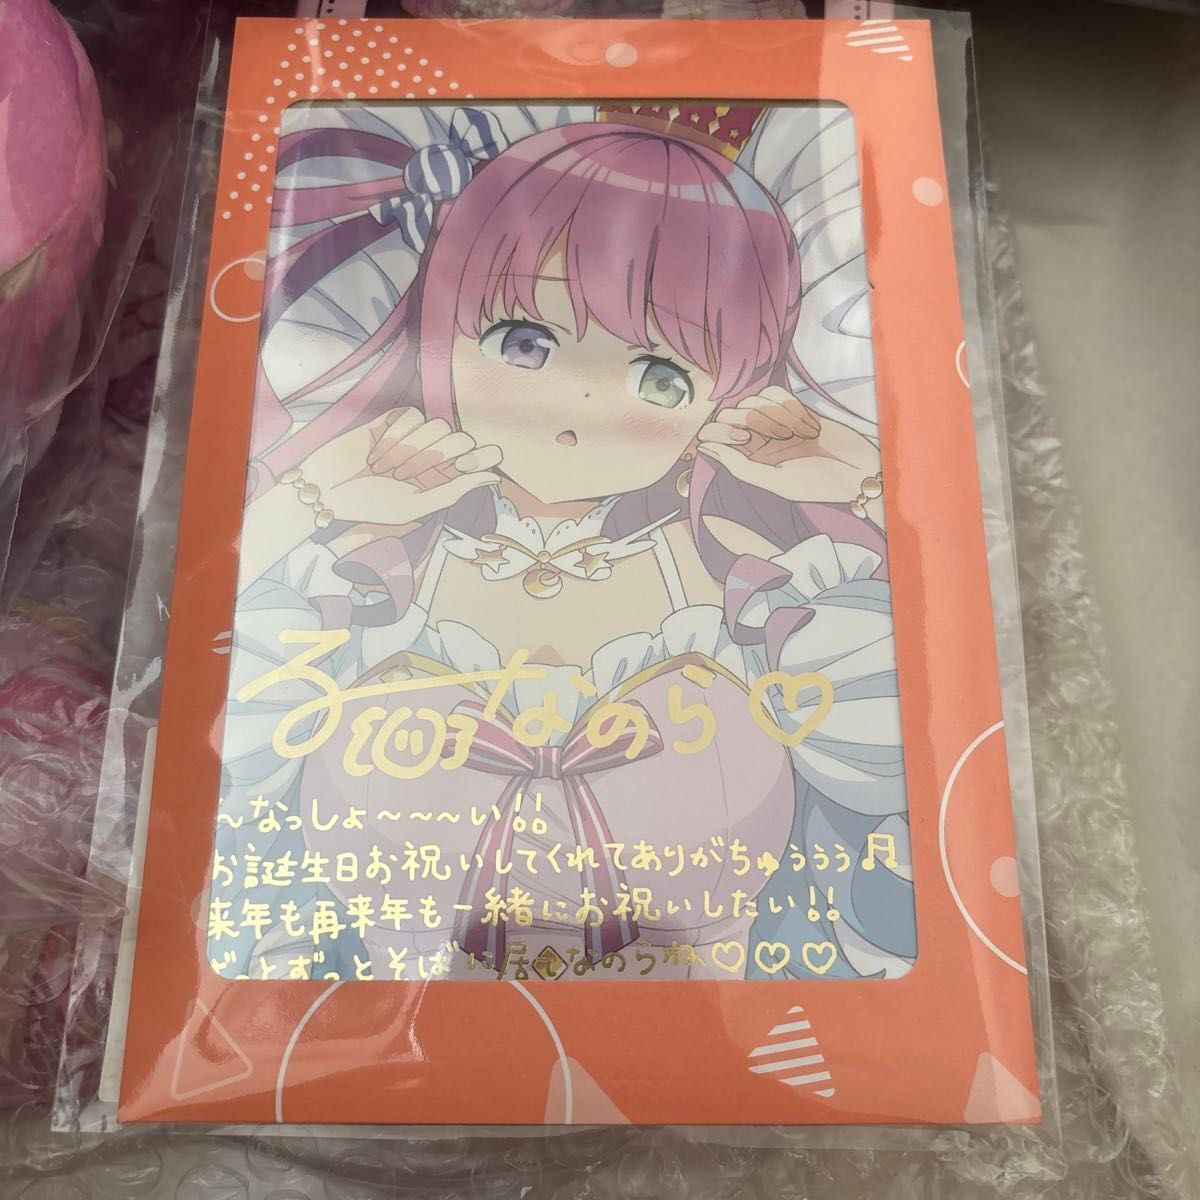 るーなのら♡
～なっしょ～～～い!!
お誕生日お祝いしてくれてありがちゅううう♬
来年も再来年も一緒にお祝いしたい!!
ずっとずっとそばに居てなのらね♡♡♡